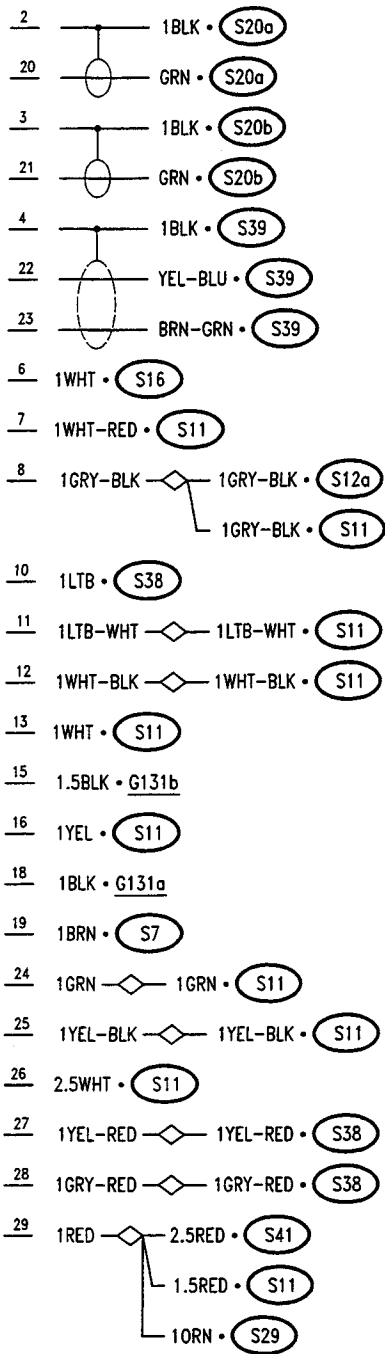 2 1BLK • S20a
20 GRN • S20a
3 1BLK • S20b
21 GRN • S20b
4 1BLK • S39
22 YEL-BLU • S39
23 BRN-GRN • S39
6 1WHT • S16
7 1WHT-RED • S11
8 1GRY-BLK 1GRY-BLK • S12a
1GRY-BLK • S11
10 1LTB • S38
11 1LTB-WHT 1LTB-WHT • S11
12 1WHT-BLK 1WHT-BLK • S11
13 1WHT • S11
15 1.5BLK • G131b
16 1YEL • S11
18 1BLK • G131a
19 1BRN • S7
24 1GRN 1GRN • S11
25 1YEL-BLK 1YEL-BLK • S11
26 2.5WHT • S11
27 1YEL-RED 1YEL-RED • S38
28 1GRY-RED 1GRY-RED • S38
29 1RED 2.5RED • S41
1.5RED • S11
1ORN • S29